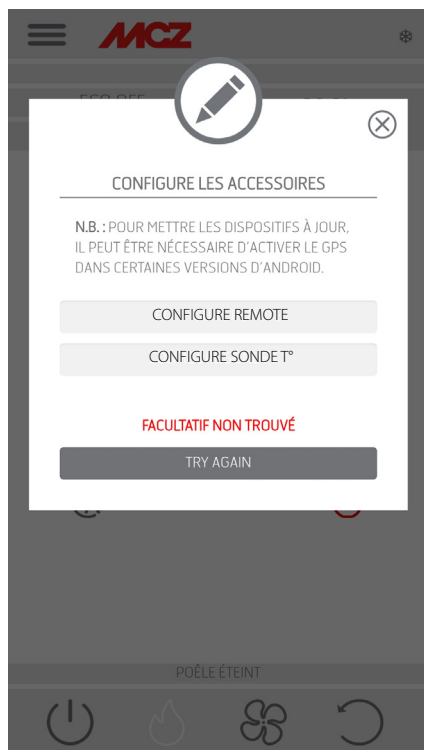 MCZ
CONFIGURE LES ACCESSOIRES
N.B. : POUR METTRE LES DISPOSITIFS À JOUR,
IL PEUT ÊTRE NÉCESSAIRE D'ACTIVER LE GPS
DANS CERTAINES VERSIONS D'ANDROID.
CONFIGURE REMOTE
CONFIGURE SONDE T°
FACULTATIF NON TROUVÉ
TRY AGAIN
POÊLE ÉTEINT